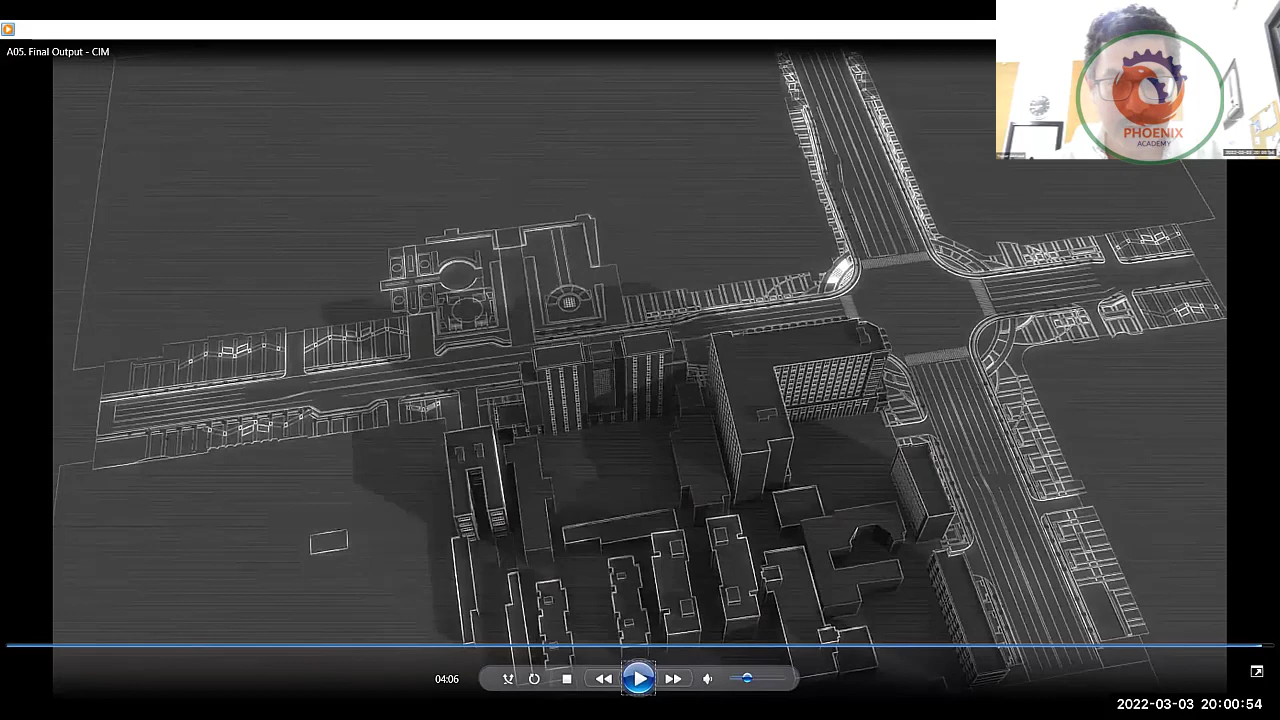 A05. Final Output - CIM
PHOENIX
ACADEMY
04:06
2022-03-03 20:00:54